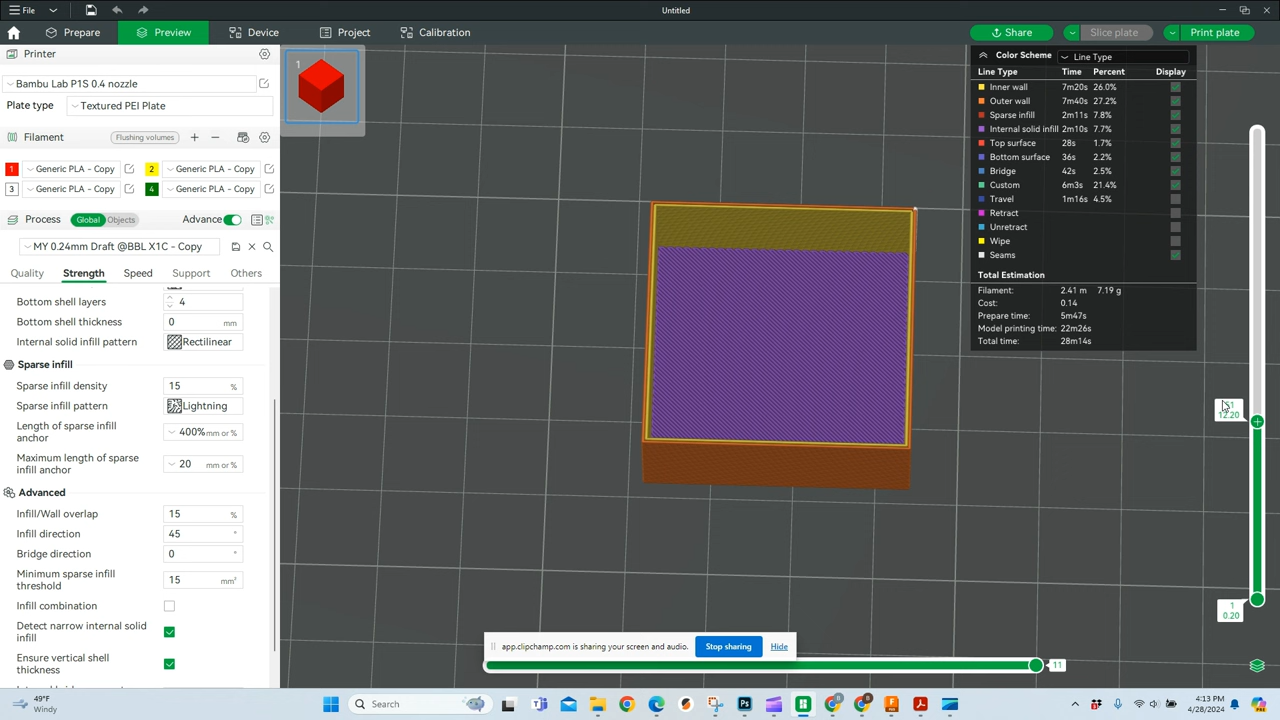 File
Untitled
Prepare
Preview
Device
Project
Calibration
Share
Slice plate
Print plate
Printer
Bambu Lab P1S 0.4 nozzle
Plate type
Textured PEI Plate
Filament
Flushing volumes
1 Generic PLA - Copy
2 Generic PLA - Copy
3 Generic PLA - Copy
4 Generic PLA - Copy
Process
Global
Objects
Advance
MY 0.24mm Draft @BBL X1C - Copy
Quality
Strength
Speed
Support
Others
Bottom shell layers 4
Bottom shell thickness 0 mm
Internal solid infill pattern Rectilinear
Sparse infill
Sparse infill density 15 %
Sparse infill pattern Lightning
Length of sparse infill anchor 400% mm or %
Maximum length of sparse infill anchor 20 mm or %
Advanced
Infill/Wall overlap 15 %
Infill direction 45 °
Bridge direction 0 °
Minimum sparse infill threshold 15 mm²
Infill combination
Detect narrow internal solid infill
Ensure vertical shell thickness
1
Color Scheme Line Type
Line Type Time Percent Display
Inner wall 7m20s 26.0%
Outer wall 7m40s 27.2%
Sparse infill 2m11s 7.8%
Internal solid infill 2m10s 7.7%
Top surface 28s 1.7%
Bottom surface 36s 2.2%
Bridge 42s 2.5%
Custom 6m3s 21.4%
Travel 1m16s 4.5%
Retract
Unretract
Wipe
Seams
Total Estimation
Filament: 2.41 m 7.19 g
Cost: 0.14
Prepare time: 5m47s
Model printing time: 22m26s
Total time: 28m14s
12.20
1
0.20
app.clipchamp.com is sharing your screen and audio.
Stop sharing
Hide
11
49°F
Windy
Search
4:13 PM
4/28/2024